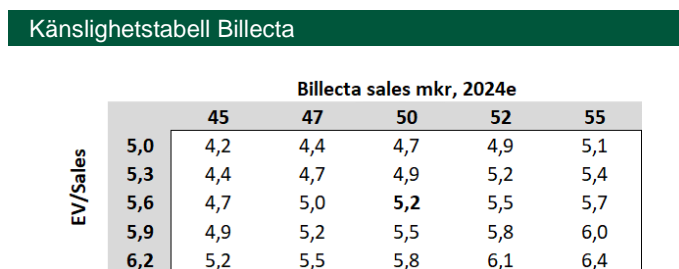 Känslighetstabell Billecta
Billecta sales mkr, 2024e
45 47 50 52 55
EV/Sales
5,0 4,2 4,4 4,7 4,9 5,1
5,3 4,4 4,7 4,9 5,2 5,4
5,6 4,7 5,0 5,2 5,5 5,7
5,9 4,9 5,2 5,5 5,8 6,0
6,2 5,2 5,5 5,8 6,1 6,4